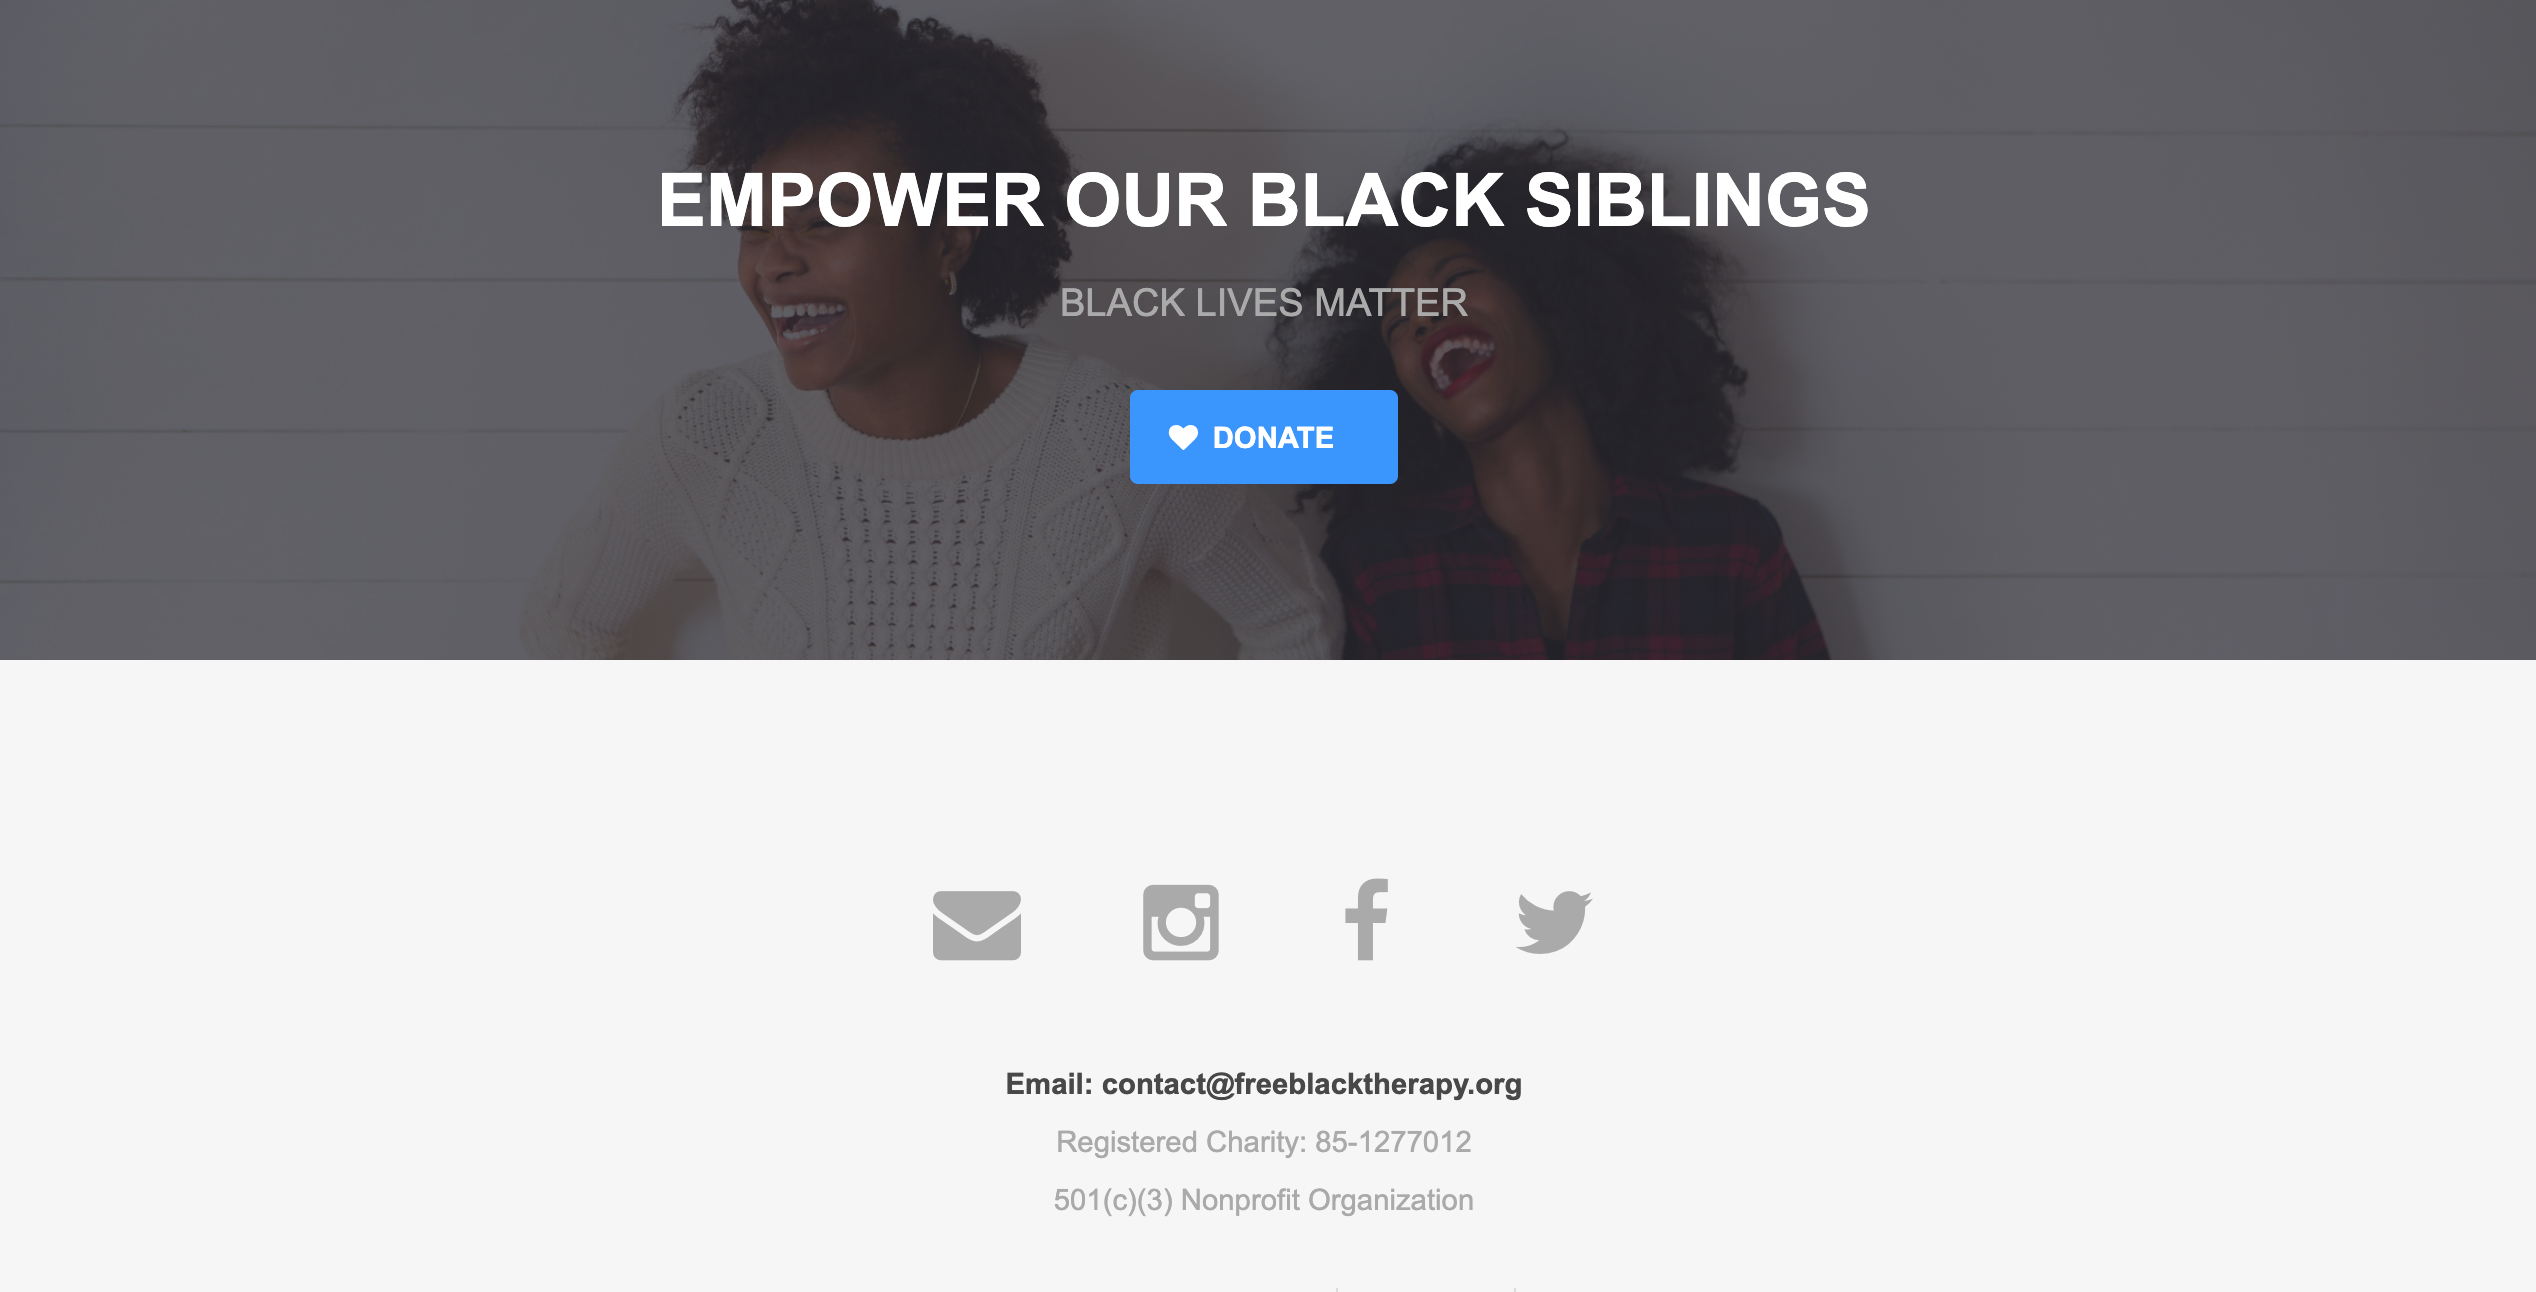 EMPOWER OUR BLACK SIBLINGS
BLACK LIVES MATTER
DONATE
Email: contact@freeblacktherapy.org
Registered Charity: 85-1277012
501(c)(3) Nonprofit Organization